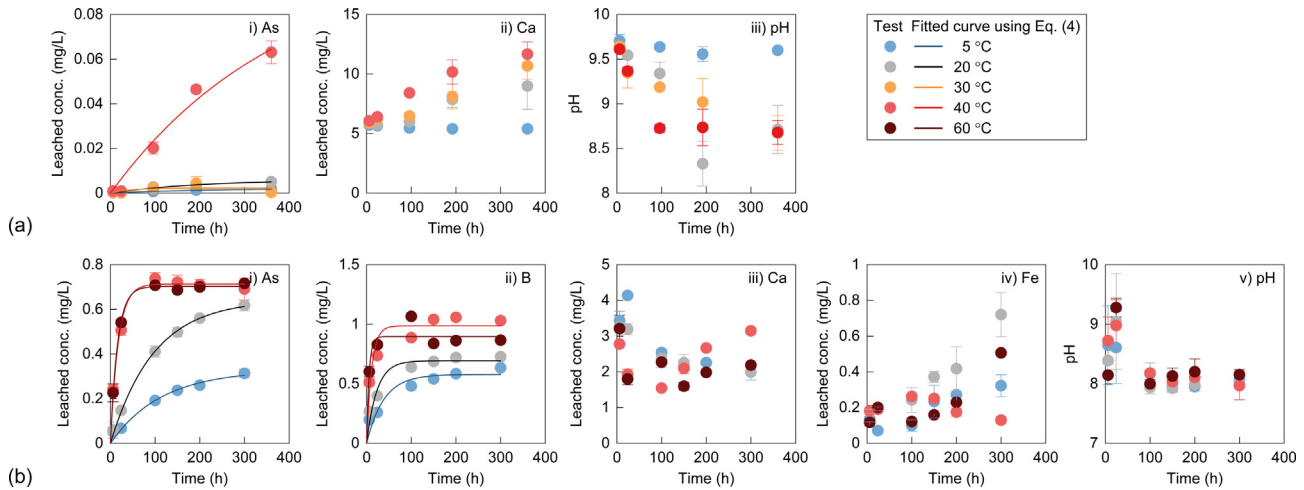 i) As
Leached conc. (mg/L)
0.08
0.06
0.04
0.02
0
0 100 200 300 400
Time (h)
ii) Ca
Leached conc. (mg/L)
15
10
5
0
0 100 200 300 400
Time (h)
iii) pH
pH
10
9.5
9
8.5
8
0 100 200 300 400
Time (h)
Test Fitted curve using Eq. (4)
5 °C
20 °C
30 °C
40 °C
60 °C
(a)
i) As
Leached conc. (mg/L)
0.8
0.6
0.4
0.2
0
0 100 200 300 400
Time (h)
ii) B
Leached conc. (mg/L)
1.5
1
0.5
0
0 100 200 300 400
Time (h)
iii) Ca
Leached conc. (mg/L)
5
4
3
2
1
0
0 100 200 300 400
Time (h)
iv) Fe
Leached conc. (mg/L)
1
0.8
0.6
0.4
0.2
0
0 100 200 300 400
Time (h)
v) pH
pH
10
9
8
7
0 100 200 300 400
Time (h)
(b)